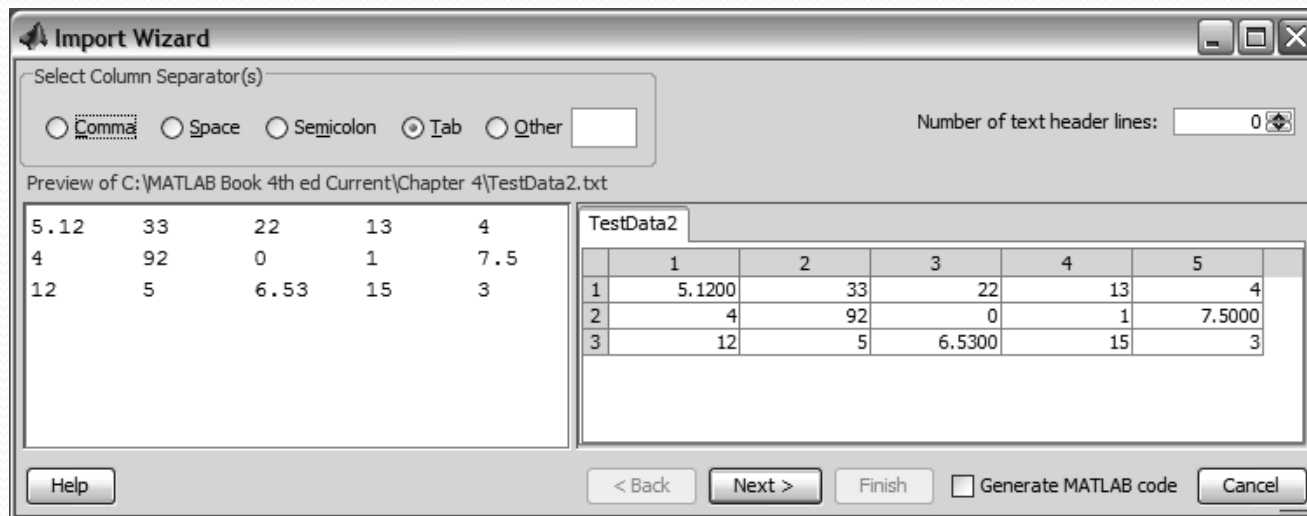 Import Wizard
Select Column Separator(s)
Comma Space Semicolon Tab Other
Number of text header lines: 0
Preview of C:\MATLAB Book 4th ed Current\Chapter 4\TestData2.txt
5.12 33 22 13 4
4 92 0 1 7.5
12 5 6.53 15 3
TestData2
1 2 3 4 5
1 5.1200 33 22 13 4
2 4 92 0 1 7.5000
3 12 5 6.5300 15 3
Help < Back Next > Finish Generate MATLAB code Cancel